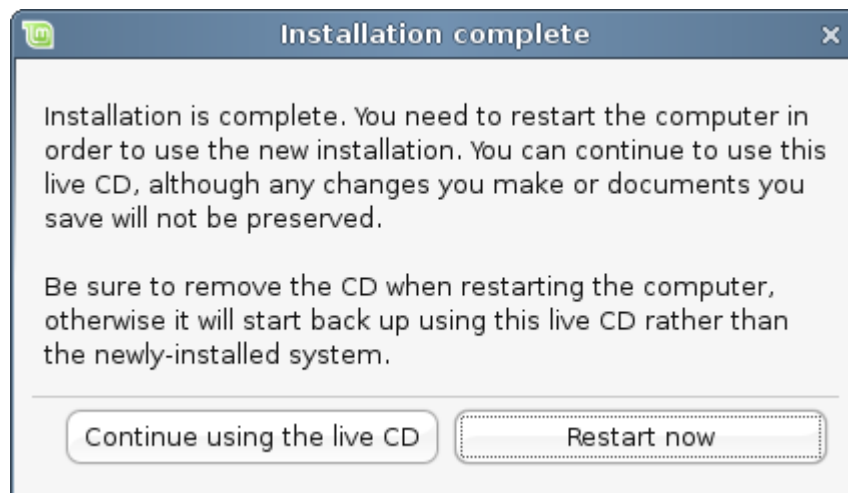 Installation complete
Installation is complete. You need to restart the computer in
order to use the new installation. You can continue to use this
live CD, although any changes you make or documents you
save will not be preserved.
Be sure to remove the CD when restarting the computer,
otherwise it will start back up using this live CD rather than
the newly-installed system.
Continue using the live CD
Restart now